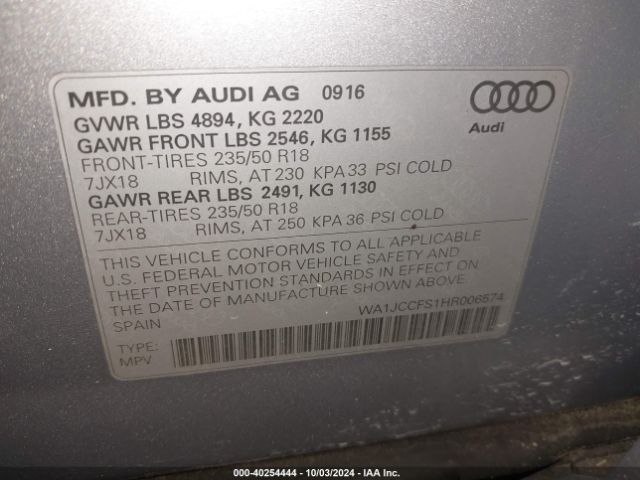 MFD. BY AUDI AG 0916
GVWR LBS 4894, KG 2220
GAWR FRONT LBS 2546, KG 1155
FRONT-TIRES 235/50 R18
7JX18 RIMS, AT 230 KPA 33 PSI COLD
GAWR REAR LBS 2491, KG 1130
REAR-TIRES 235/50 R18
7JX18 RIMS, AT 250 KPA 36 PSI COLD
Audi
THIS VEHICLE CONFORMS TO ALL APPLICABLE
U.S. FEDERAL MOTOR VEHICLE SAFETY AND
THEFT PREVENTION STANDARDS IN EFFECT ON
THE DATE OF MANUFACTURE SHOWN ABOVE.
SPAIN
WA1JCCFS1HR006574
TYPE:
MPV
000-40254444 - 10/03/2024 - IAA Inc.